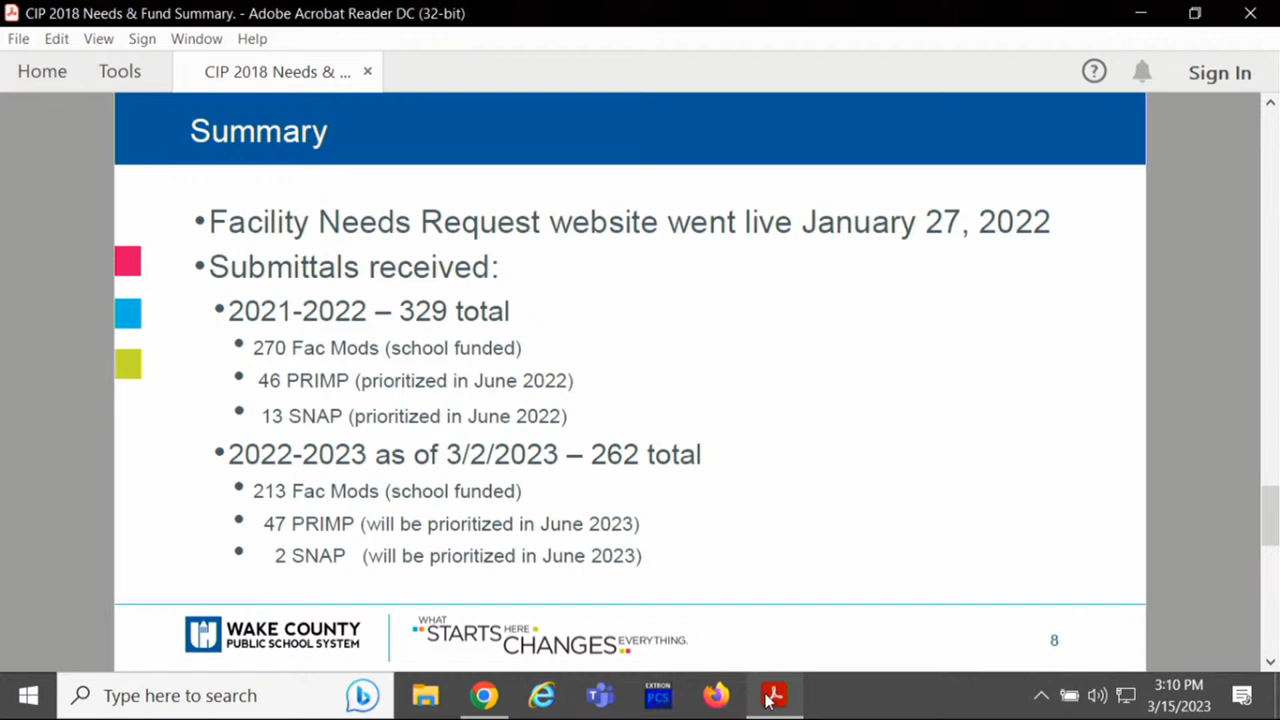 CIP 2018 Needs & Fund Summary. - Adobe Acrobat Reader DC (32-bit)
File Edit View Sign Window Help
Home Tools CIP 2018 Needs & ... × Sign In
Summary
•Facility Needs Request website went live January 27, 2022
•Submittals received:
•2021-2022 – 329 total
• 270 Fac Mods (school funded)
• 46 PRIMP (prioritized in June 2022)
• 13 SNAP (prioritized in June 2022)
•2022-2023 as of 3/2/2023 – 262 total
• 213 Fac Mods (school funded)
• 47 PRIMP (will be prioritized in June 2023)
• 2 SNAP (will be prioritized in June 2023)
WAKE COUNTY
PUBLIC SCHOOL SYSTEM
WHAT
STARTS HERE
CHANGES EVERYTHING.
8
Type here to search
EXTRON
PCS
3:10 PM
3/15/2023